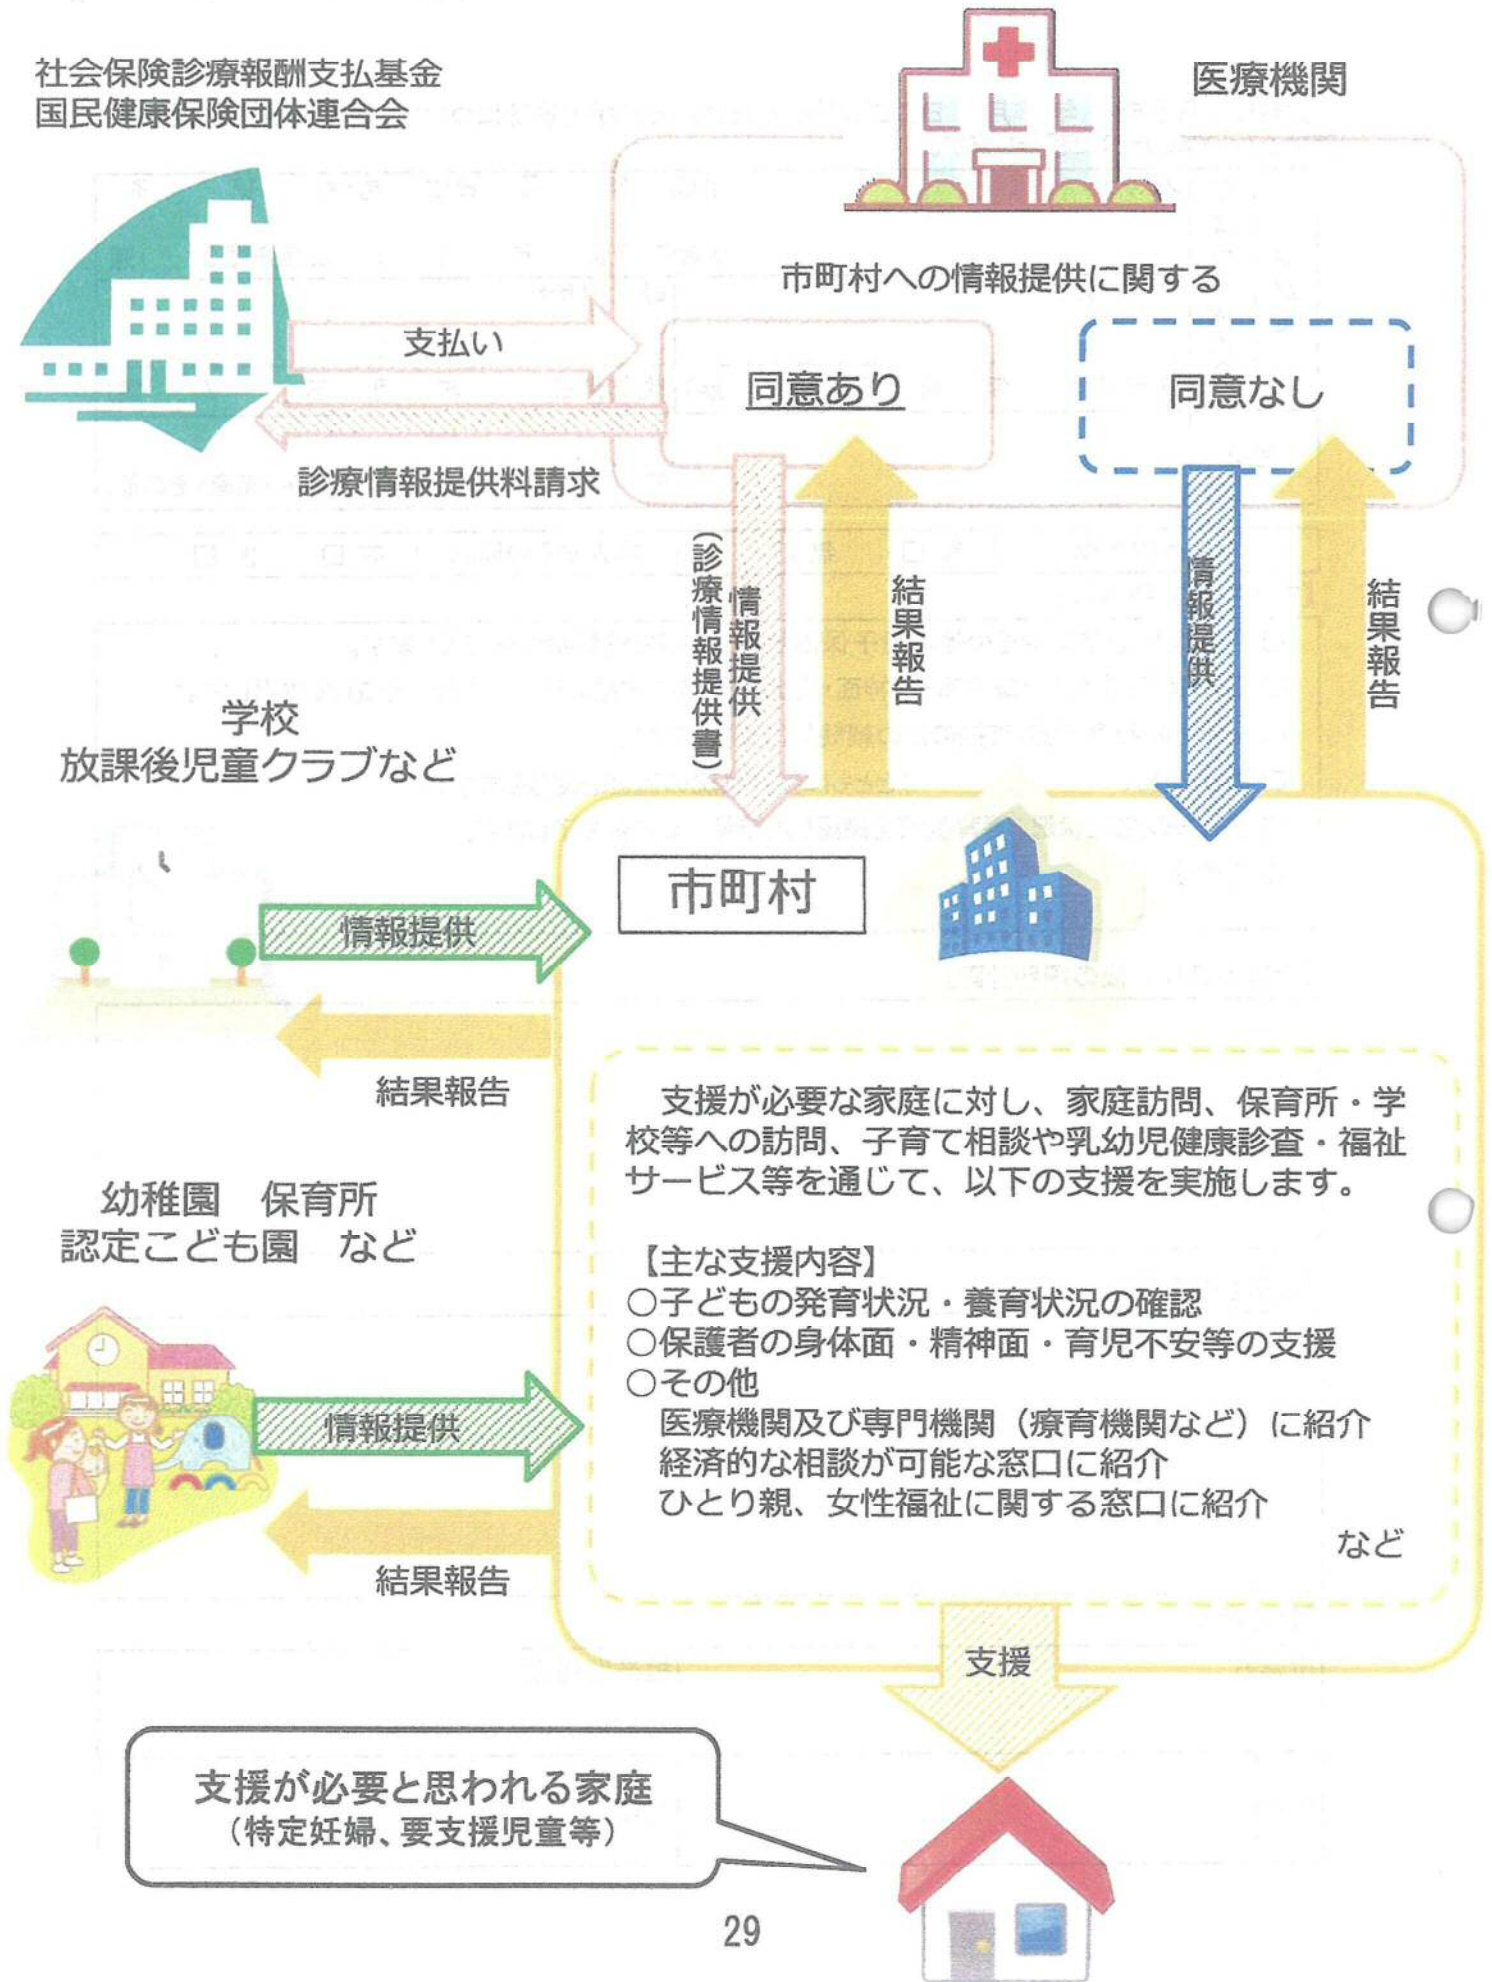 社会保険診療報酬支払基金
国民健康保険団体連合会
医療機関
市町村への情報提供に関する
支払い
同意あり
同意なし
診療情報提供料請求
情報提供
（診療情報提供書）
結果報告
情報提供
結果報告
学校
放課後児童クラブなど
市町村
情報提供
結果報告
支援が必要な家庭に対し、家庭訪問、保育所・学
校等への訪問、子育て相談や乳幼児健康診査・福祉
サービス等を通じて、以下の支援を実施します。
【主な支援内容】
○子どもの発育状況・養育状況の確認
○保護者の身体面・精神面・育児不安等の支援
○その他
医療機関及び専門機関（療育機関など）に紹介
経済的な相談が可能な窓口に紹介
ひとり親、女性福祉に関する窓口に紹介
など
幼稚園　保育所
認定こども園　など
情報提供
結果報告
支援
支援が必要と思われる家庭
（特定妊婦、要支援児童等）
29